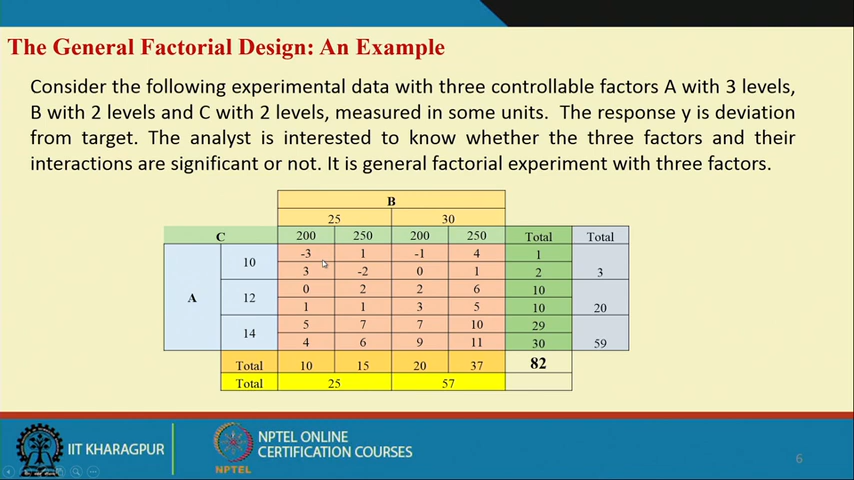 The General Factorial Design: An Example
Consider the following experimental data with three controllable factors A with 3 levels,
B with 2 levels and C with 2 levels, measured in some units. The response y is deviation
from target. The analyst is interested to know whether the three factors and their
interactions are significant or not. It is general factorial experiment with three factors.
B
25 30
C 200 250 200 250 Total Total
A 10 -3 1 -1 4 1
3 -2 0 1 2 3
12 0 2 2 6 10
1 1 3 5 10 20
14 5 7 7 10 29
4 6 9 11 30 59
Total 10 15 20 37 82
Total 25 57
IIT KHARAGPUR
NPTEL
NPTEL ONLINE
CERTIFICATION COURSES
6